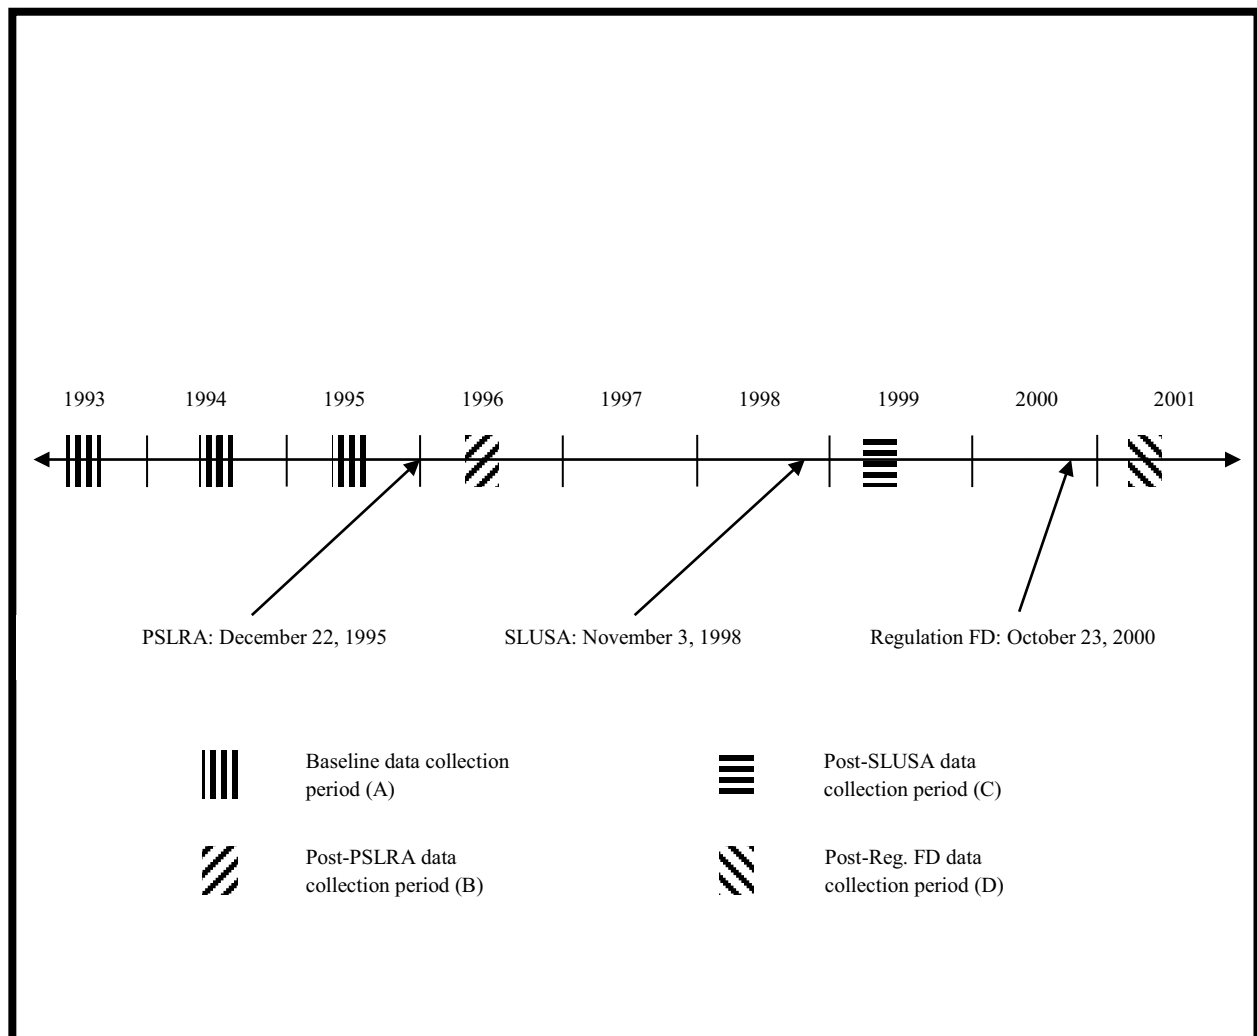 1993 1994 1995 1996 1997 1998 1999 2000 2001
PSLRA: December 22, 1995 SLUSA: November 3, 1998 Regulation FD: October 23, 2000
Baseline data collection
period (A)
Post-SLUSA data
collection period (C)
Post-PSLRA data
collection period (B)
Post-Reg. FD data
collection period (D)